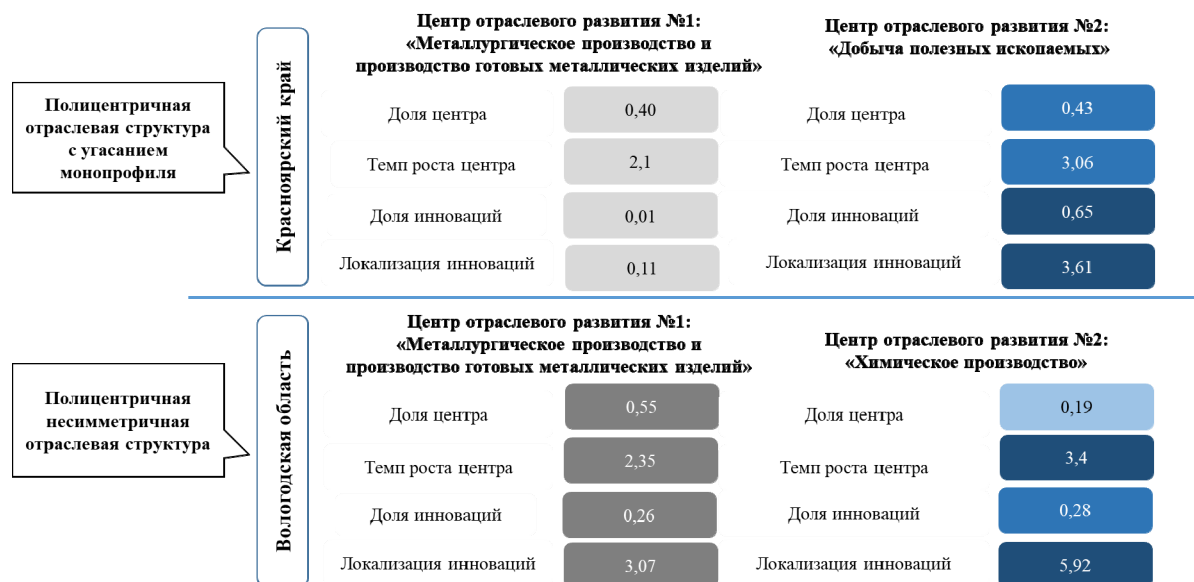 Полицентричная
отраслевая структура
с угасанием
монопрофиля
Красноярский край
Центр отраслевого развития №1:
«Металлургическое производство и
производство готовых металлических изделий»
Доля центра
0,40
Темп роста центра
2,1
Доля инноваций
0,01
Локализация инноваций
0,11
Центр отраслевого развития №2:
«Добыча полезных ископаемых»
Доля центра
0,43
Темп роста центра
3,06
Доля инноваций
0,65
Локализация инноваций
3,61
Полицентричная
несимметричная
отраслевая структура
Вологодская область
Центр отраслевого развития №1:
«Металлургическое производство и
производство готовых металлических изделий»
Доля центра
0,55
Темп роста центра
2,35
Доля инноваций
0,26
Локализация инноваций
3,07
Центр отраслевого развития №2:
«Химическое производство»
Доля центра
0,19
Темп роста центра
3,4
Доля инноваций
0,28
Локализация инноваций
5,92